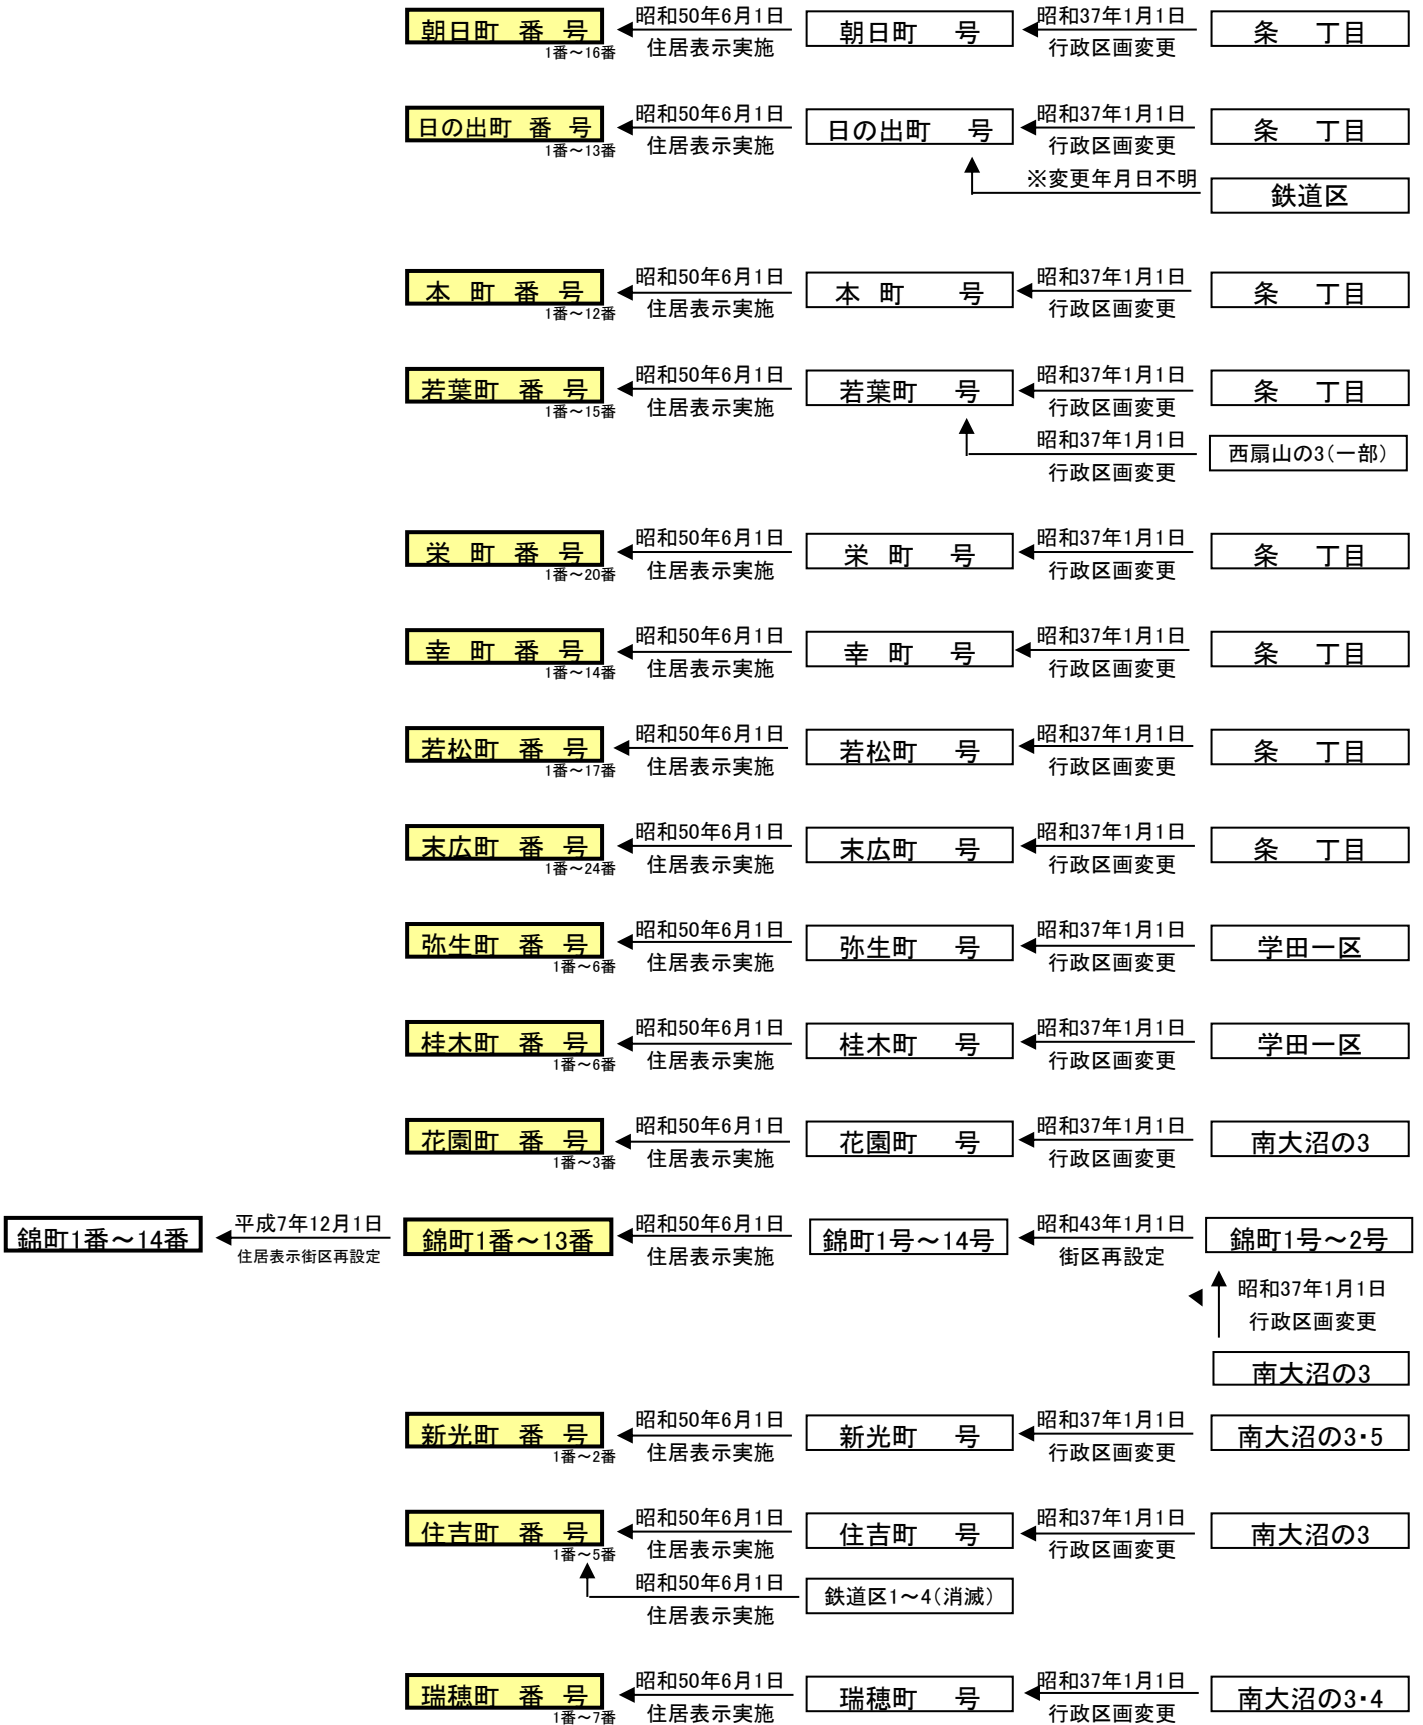 朝日町 番 号
1番～16番
昭和50年6月1日
住居表示実施
朝日町 号
昭和37年1月1日
行政区画変更
条 丁目
日の出町 番 号
1番～13番
昭和50年6月1日
住居表示実施
日の出町 号
昭和37年1月1日
行政区画変更
条 丁目
※変更年月日不明
鉄道区
本 町 番 号
1番～12番
昭和50年6月1日
住居表示実施
本 町 号
昭和37年1月1日
行政区画変更
条 丁目
若葉町 番 号
1番～15番
昭和50年6月1日
住居表示実施
若葉町 号
昭和37年1月1日
行政区画変更
条 丁目
昭和37年1月1日
行政区画変更
西扇山の3(一部)
栄 町 番 号
1番～20番
昭和50年6月1日
住居表示実施
栄 町 号
昭和37年1月1日
行政区画変更
条 丁目
幸 町 番 号
1番～14番
昭和50年6月1日
住居表示実施
幸 町 号
昭和37年1月1日
行政区画変更
条 丁目
若松町 番 号
1番～17番
昭和50年6月1日
住居表示実施
若松町 号
昭和37年1月1日
行政区画変更
条 丁目
末広町 番 号
1番～24番
昭和50年6月1日
住居表示実施
末広町 号
昭和37年1月1日
行政区画変更
条 丁目
弥生町 番 号
1番～6番
昭和50年6月1日
住居表示実施
弥生町 号
昭和37年1月1日
行政区画変更
学田一区
桂木町 番 号
1番～6番
昭和50年6月1日
住居表示実施
桂木町 号
昭和37年1月1日
行政区画変更
学田一区
花園町 番 号
1番～3番
昭和50年6月1日
住居表示実施
花園町 号
昭和37年1月1日
行政区画変更
南大沼の3
錦町1番～14番
平成7年12月1日
住居表示街区再設定
錦町1番～13番
昭和50年6月1日
住居表示実施
錦町1号～14号
昭和43年1月1日
街区再設定
錦町1号～2号
昭和37年1月1日
行政区画変更
南大沼の3
新光町 番 号
1番～2番
昭和50年6月1日
住居表示実施
新光町 号
昭和37年1月1日
行政区画変更
南大沼の3・5
住吉町 番 号
1番～5番
昭和50年6月1日
住居表示実施
住吉町 号
昭和37年1月1日
行政区画変更
南大沼の3
昭和50年6月1日
住居表示実施
鉄道区1～4(消滅)
瑞穂町 番 号
1番～7番
昭和50年6月1日
住居表示実施
瑞穂町 号
昭和37年1月1日
行政区画変更
南大沼の3・4